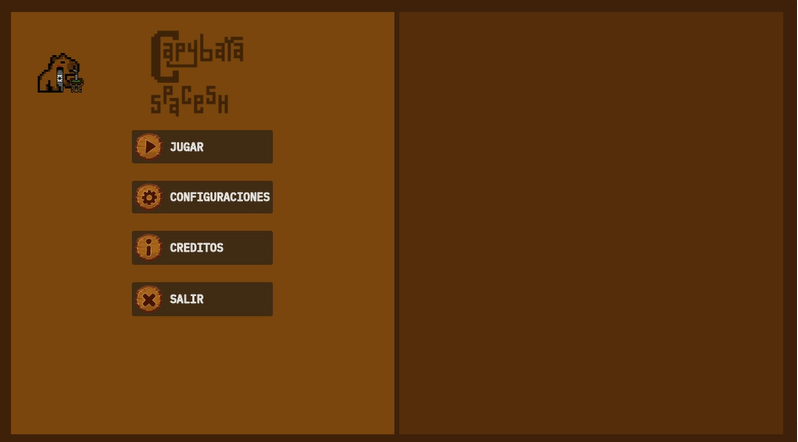 Capybara
SPaCeSH
JUGAR
CONFIGURACIONES
CREDITOS
SALIR